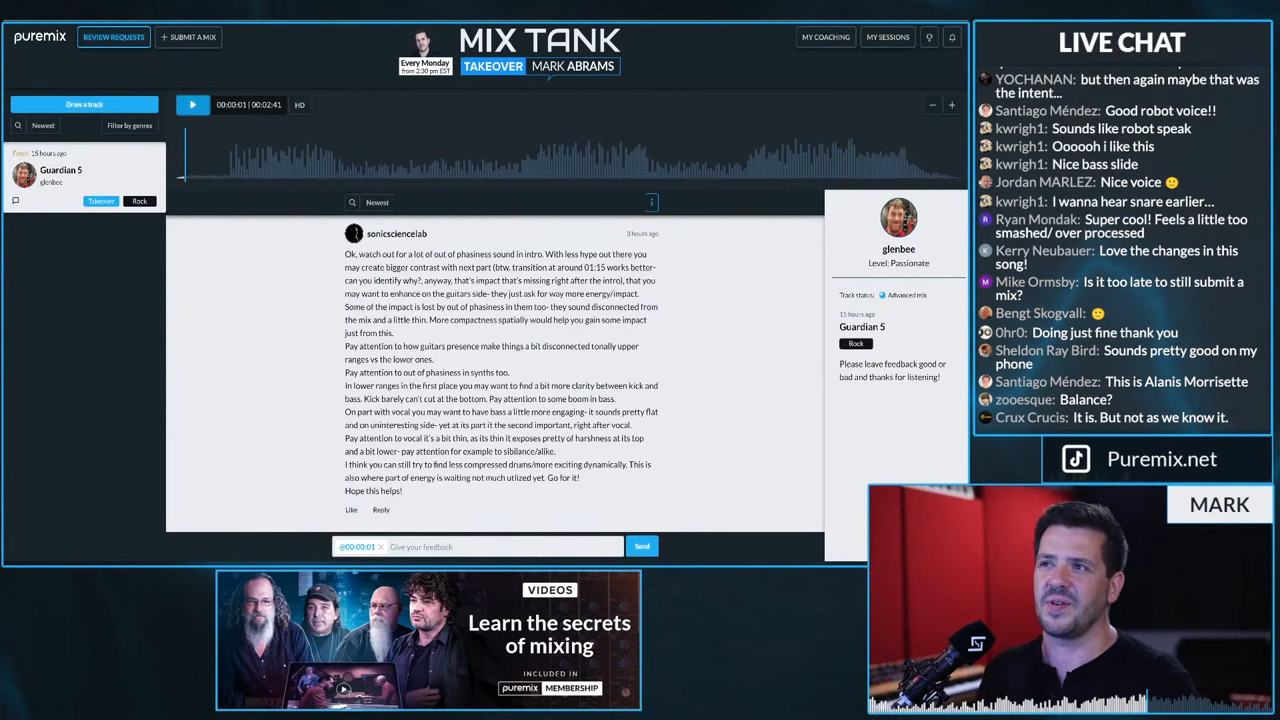 puremix
REVIEW REQUESTS
+ SUBMIT A MIX
Every Monday
from 2:30 pm EST
MIX TANK
TAKEOVER MARK ABRAMS
MY COACHING
MY SESSIONS
Draw a track
Newest
Filter by genres
Fresh 15 hours ago
Guardian 5
glenbee
Takeover
Rock
00:00:01 | 00:02:41
HD
Newest
sonicsciencelab
3 hours ago
Ok, watch out for a lot of out of phasiness sound in intro. With less hype out there you
may create bigger contrast with next part (btw. transition at around 01:15 works better-
can you identify why?, anyway, that's impact that's missing right after the intro), that you
may want to enhance on the guitars side- they just ask for way more energy/impact.
Some of the impact is lost by out of phasiness in them too- they sound disconnected from
the mix and a little thin. More compactness spatially would help you gain some impact
just from this.
Pay attention to how guitars presence make things a bit disconnected tonally upper
ranges vs the lower ones.
Pay attention to out of phasiness in synths too.
In lower ranges in the first place you may want to find a bit more clarity between kick and
bass. Kick barely can't cut at the bottom. Pay attention to some boom in bass.
On part with vocal you may want to have bass a little more engaging- it sounds pretty flat
and on uninteresting side- yet at its part it the second important, right after vocal.
Pay attention to vocal it's a bit thin, as its thin it exposes pretty of harshness at its top
and a bit lower- pay attention for example to sibilance/alike.
I think you can still try to find less compressed drums/more exciting dynamically. This is
also where part of energy is waiting not much utlized yet. Go for it!
Hope this helps!
Like
Reply
@00:00:01 ×
Give your feedback
Send
glenbee
Level: Passionate
Track status: Advanced mix
15 hours ago
Guardian 5
Rock
Please leave feedback good or
bad and thanks for listening!
LIVE CHAT
YOCHANAN: but then again maybe that was
the intent...
Santiago Méndez: Good robot voice!!
kwrigh1: Sounds like robot speak
kwrigh1: Oooooh i like this
kwrigh1: Nice bass slide
Jordan MARLEZ: Nice voice 🙂
kwrigh1: I wanna hear snare earlier...
Ryan Mondak: Super cool! Feels a little too
smashed/ over processed
Kerry Neubauer: Love the changes in this
song!
Mike Ormsby: Is it too late to still submit a
mix?
Bengt Skogvall: 🙂
0hr0: Doing just fine thank you
Sheldon Ray Bird: Sounds pretty good on my
phone
Santiago Méndez: This is Alanis Morrisette
zooesque: Balance?
Crux Crucis: It is. But not as we know it.
Puremix.net
MARK
VIDEOS
Learn the secrets
of mixing
INCLUDED IN
puremix MEMBERSHIP